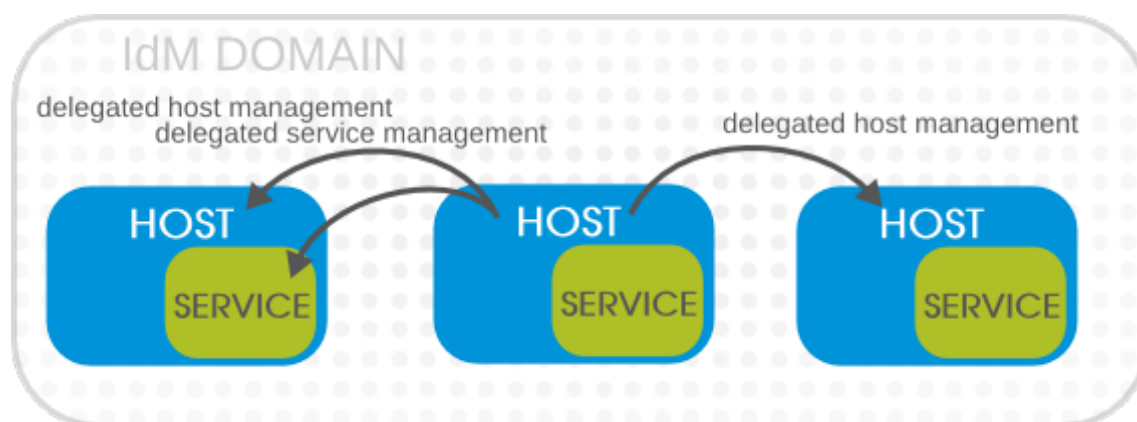 IdM DOMAIN
delegated host management
delegated service management
delegated host management
HOST
SERVICE
HOST
SERVICE
HOST
SERVICE